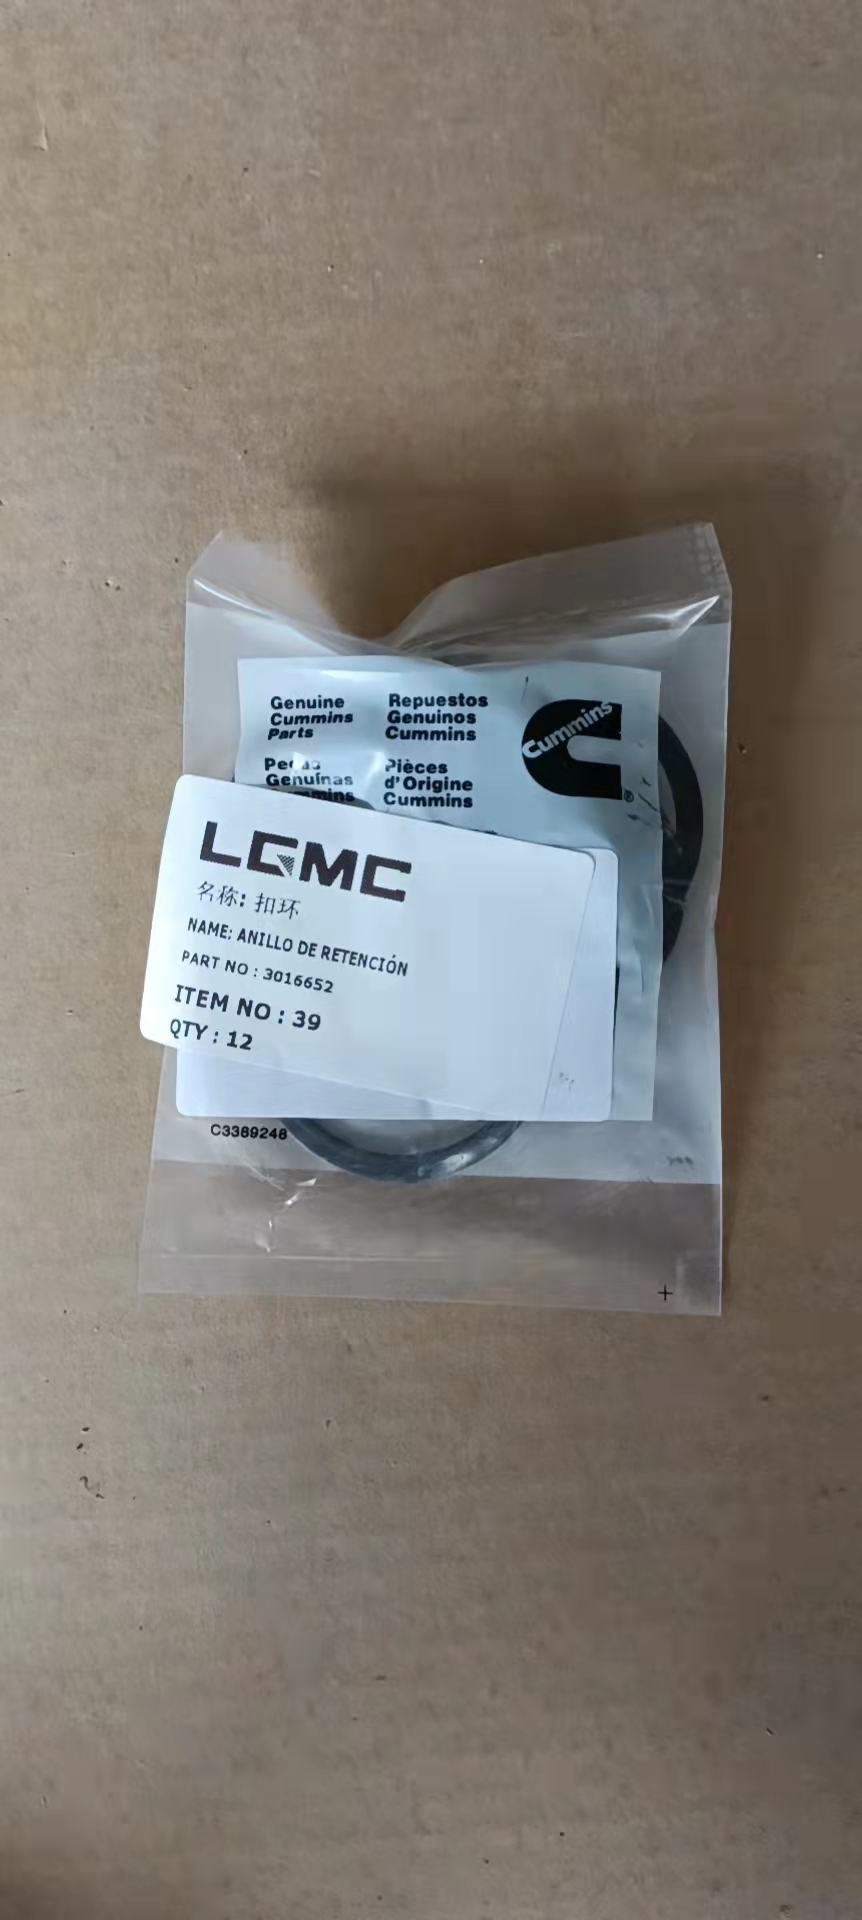 Genuine
Cummins
Parts
Repuestos
Genuinos
Cummins
Cummins
Genuínas
Pièces
d'Origine
Cummins
LGMC
名称: 扣环
NAME: ANILLO DE RETENCIÓN
PART NO : 3016652
ITEM NO : 39
QTY : 12
C3389248